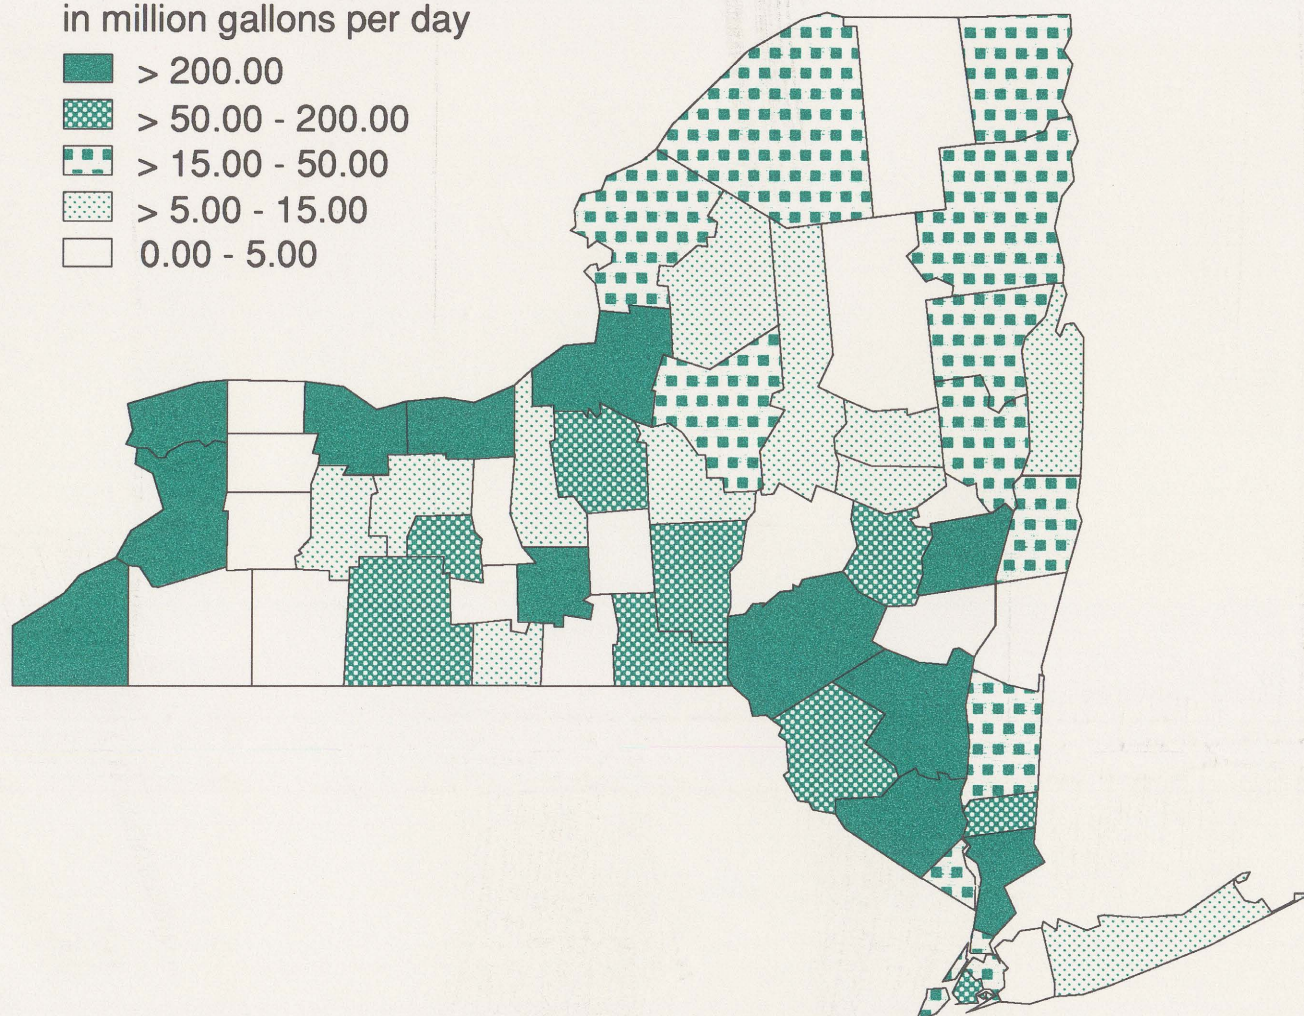 in million gallons per day
> 200.00
> 50.00 - 200.00
> 15.00 - 50.00
> 5.00 - 15.00
0.00 - 5.00